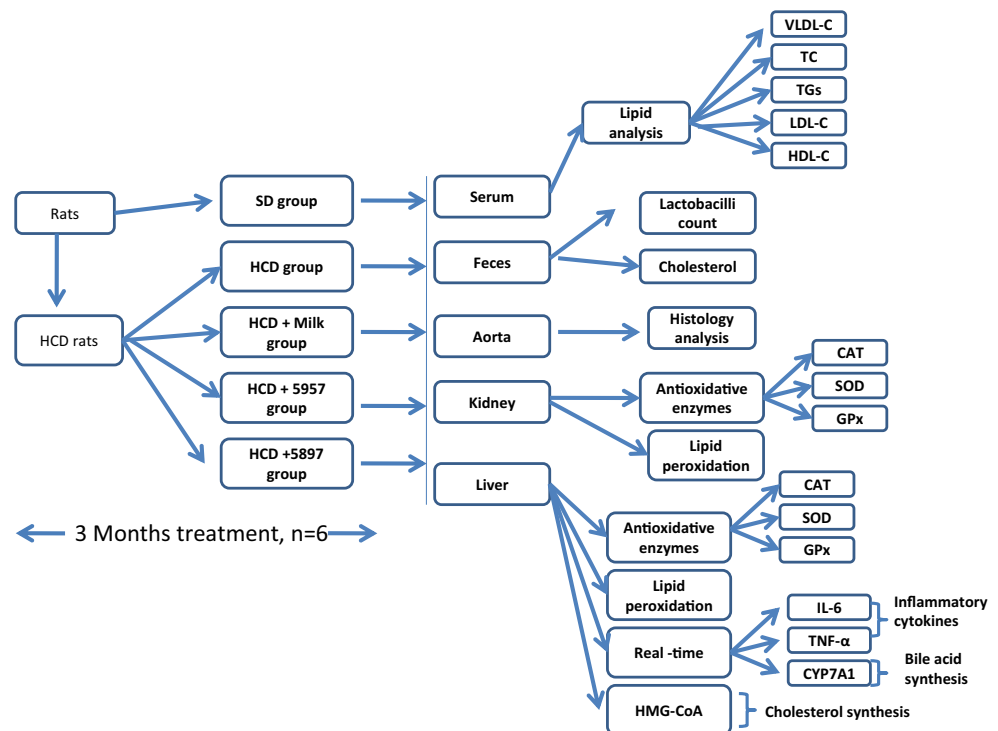 VLDL-C
TC
TGs
LDL-C
HDL-C
Lipid
analysis
Rats
SD group
Serum
Lactobacilli
count
HCD group
Feces
Cholesterol
HCD rats
HCD + Milk
group
Aorta
Histology
analysis
HCD + 5957
group
Kidney
Antioxidative
enzymes
CAT
SOD
GPx
Lipid
peroxidation
HCD +5897
group
Liver
3 Months treatment, n=6
Antioxidative
enzymes
CAT
SOD
GPx
Lipid
peroxidation
Real -time
IL-6
TNF-α
Inflammatory
cytokines
CYP7A1
Bile acid
synthesis
HMG-CoA
Cholesterol synthesis